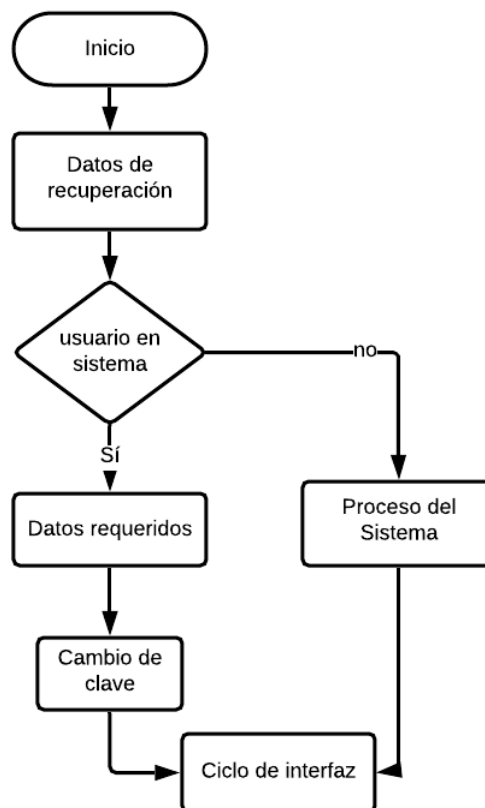 Inicio
Datos de
recuperación
usuario en
sistema
no
Sí
Datos requeridos
Proceso del
Sistema
Cambio de
clave
Ciclo de interfaz